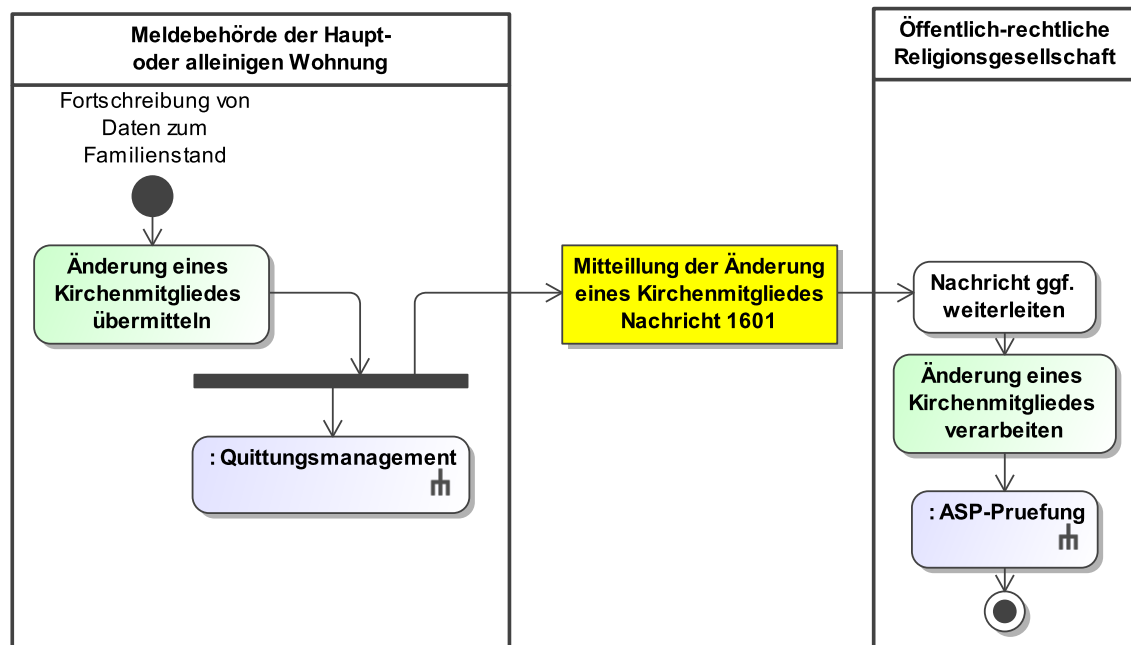 Meldebehörde der Haupt-
oder alleinigen Wohnung
Fortschreibung von
Daten zum
Familienstand
Änderung eines
Kirchenmitgliedes
übermitteln
: Quittungsmanagement
Mitteillung der Änderung
eines Kirchenmitgliedes
Nachricht 1601
Öffentlich-rechtliche
Religionsgesellschaft
Nachricht ggf.
weiterleiten
Änderung eines
Kirchenmitgliedes
verarbeiten
: ASP-Pruefung